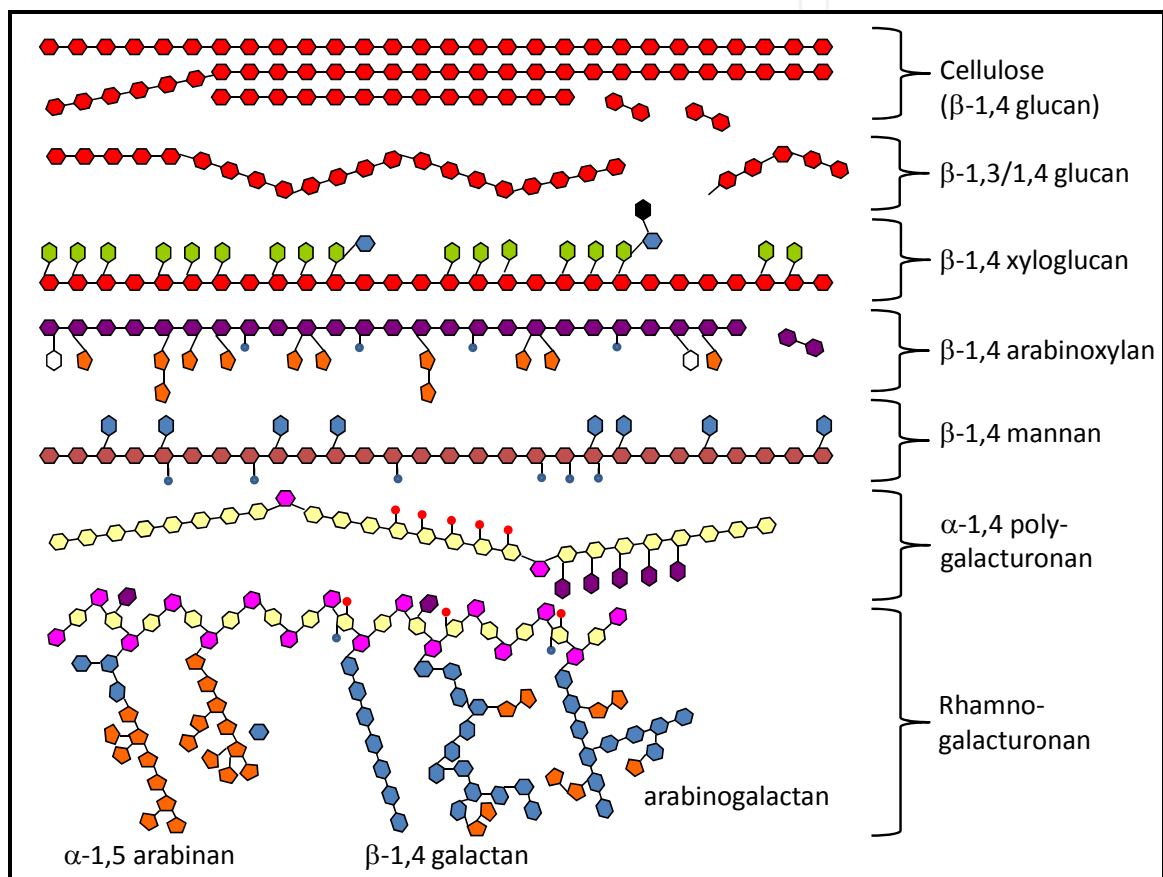 Cellulose
(β-1,4 glucan)
β-1,3/1,4 glucan
β-1,4 xyloglucan
β-1,4 arabinoxylan
β-1,4 mannan
α-1,4 poly-
galacturonan
Rhamno-
galacturonan
arabinogalactan
α-1,5 arabinan
β-1,4 galactan